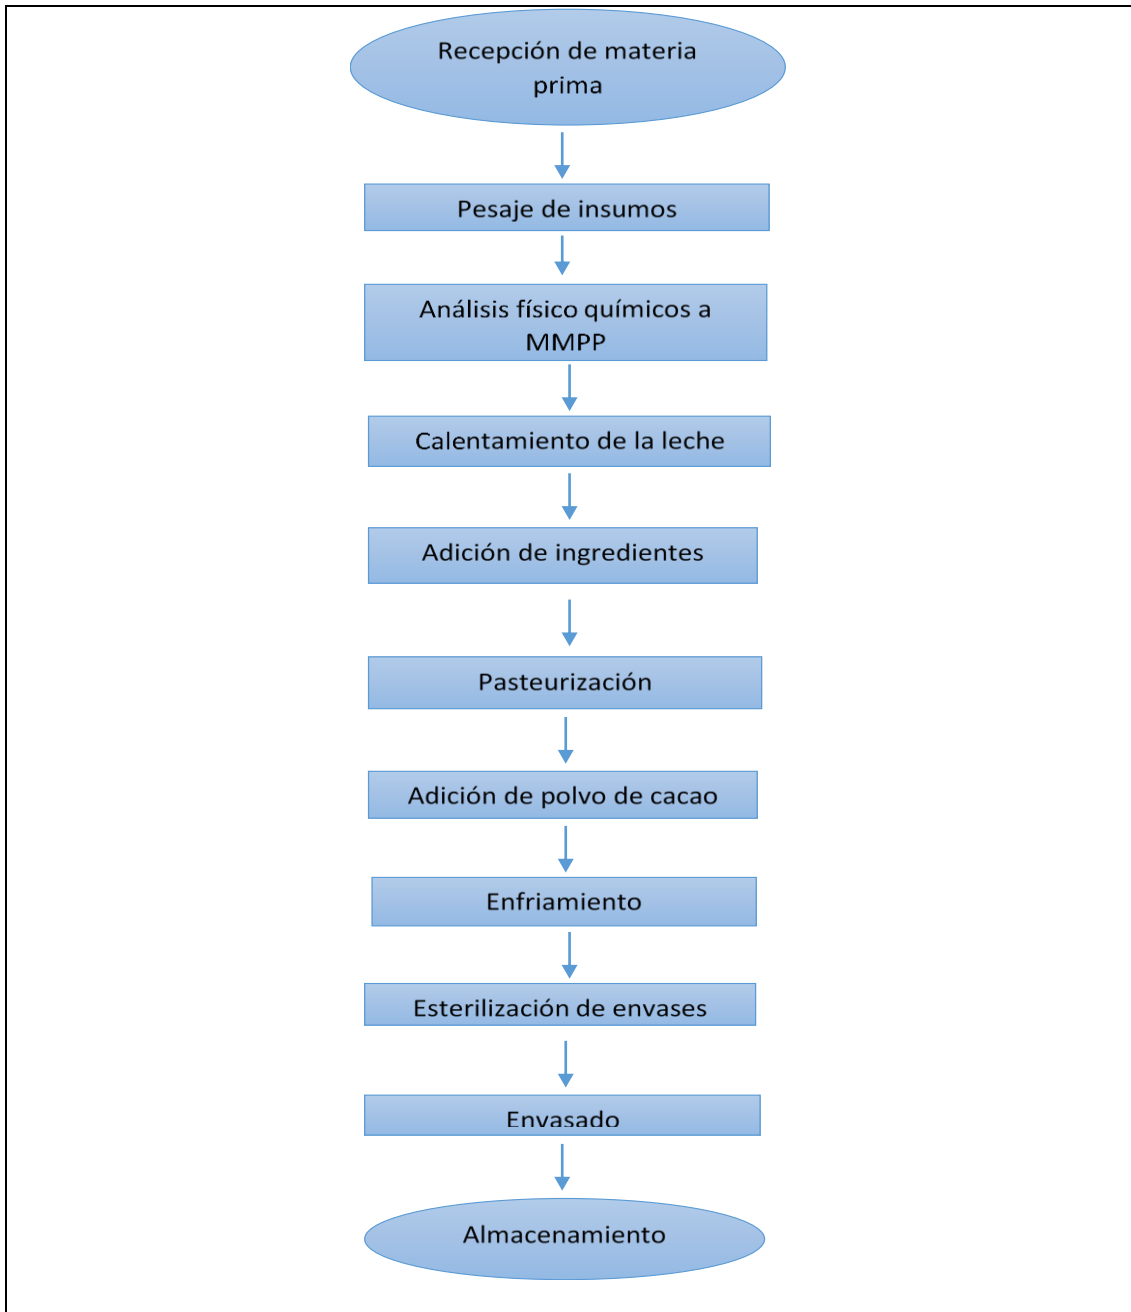 Recepción de materia
prima
Pesaje de insumos
Análisis físico químicos a
MMPP
Calentamiento de la leche
Adición de ingredientes
Pasteurización
Adición de polvo de cacao
Enfriamiento
Esterilización de envases
Envasado
Almacenamiento